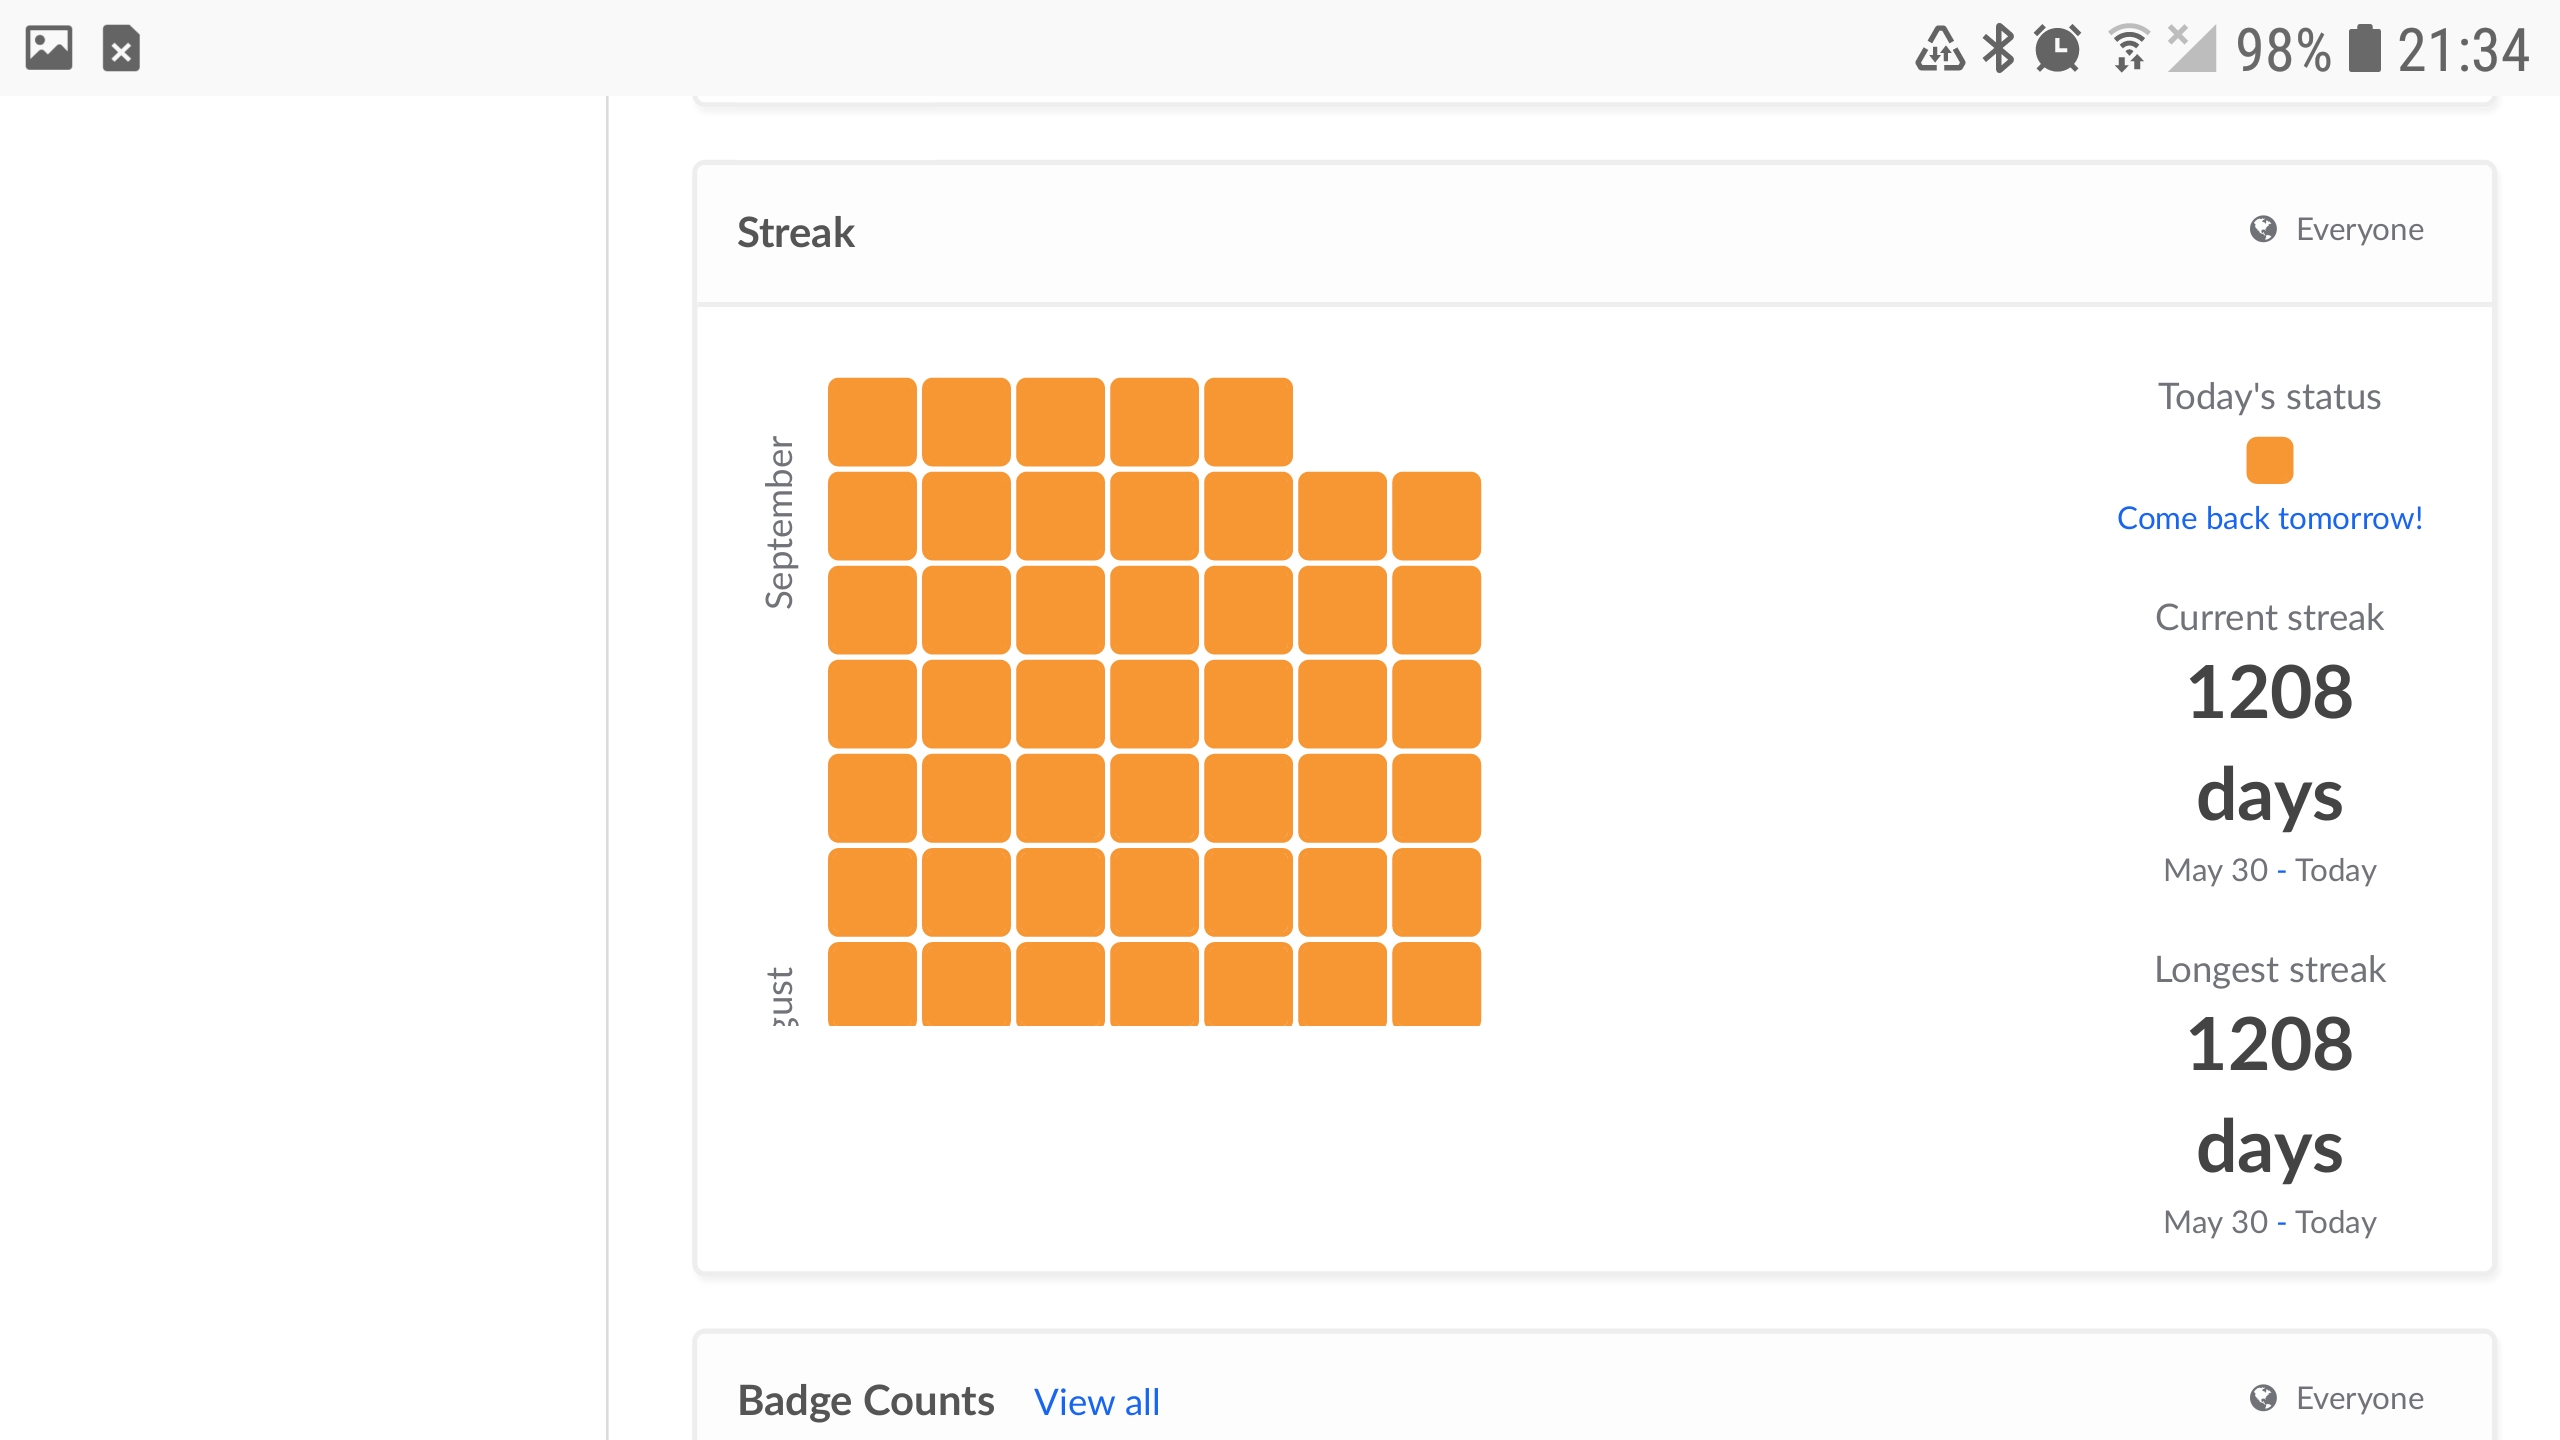 98% 21:34
Streak
Everyone
September
gust
Today's status
Come back tomorrow!
Current streak
1208
days
May 30 - Today
Longest streak
1208
days
May 30 - Today
Badge Counts View all
Everyone